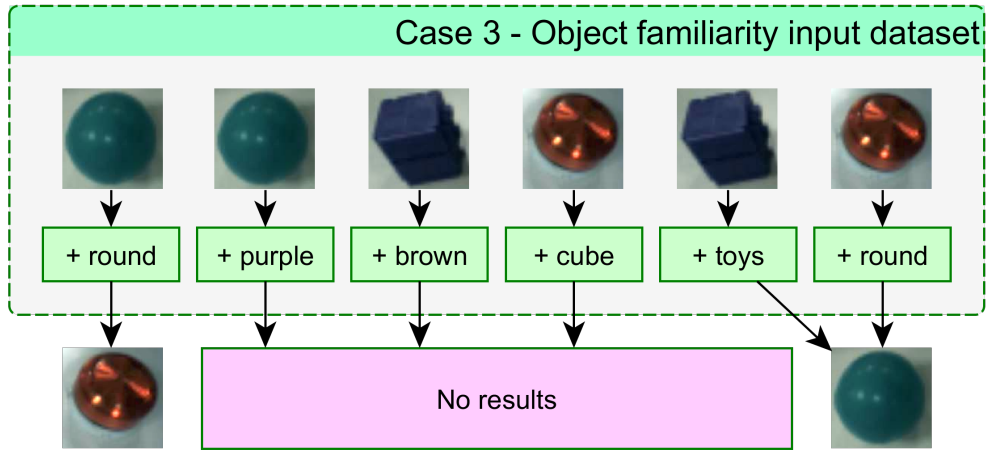 Case 3 - Object familiarity input dataset
+ round
+ purple
+ brown
+ cube
+ toys
+ round
No results